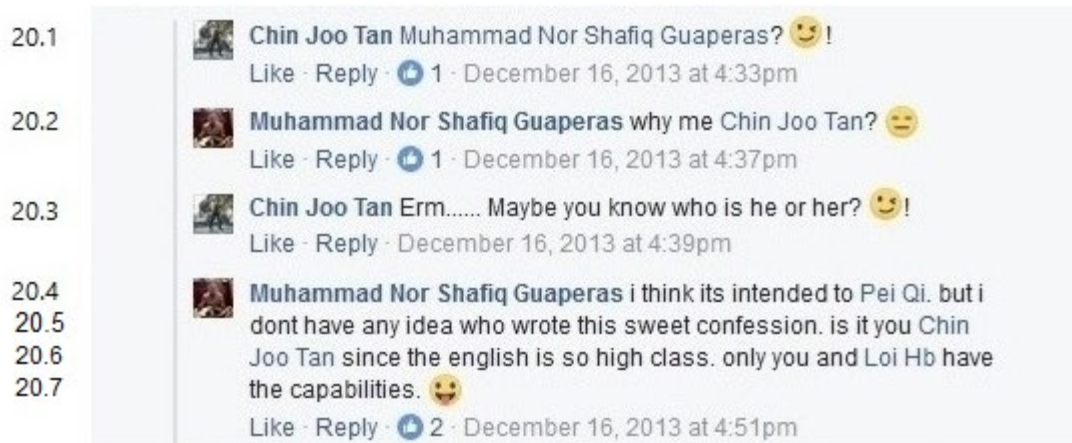 20.1 Chin Joo Tan Muhammad Nor Shafiq Guaperas? 😉!
Like · Reply · 1 · December 16, 2013 at 4:33pm
20.2 Muhammad Nor Shafiq Guaperas why me Chin Joo Tan? 😑
Like · Reply · 1 · December 16, 2013 at 4:37pm
20.3 Chin Joo Tan Erm...... Maybe you know who is he or her? 😉!
Like · Reply · December 16, 2013 at 4:39pm
20.4 Muhammad Nor Shafiq Guaperas i think its intended to Pei Qi. but i
20.5 dont have any idea who wrote this sweet confession. is it you Chin
20.6 Joo Tan since the english is so high class. only you and Loi Hb have
20.7 the capabilities. 😛
Like · Reply · 2 · December 16, 2013 at 4:51pm